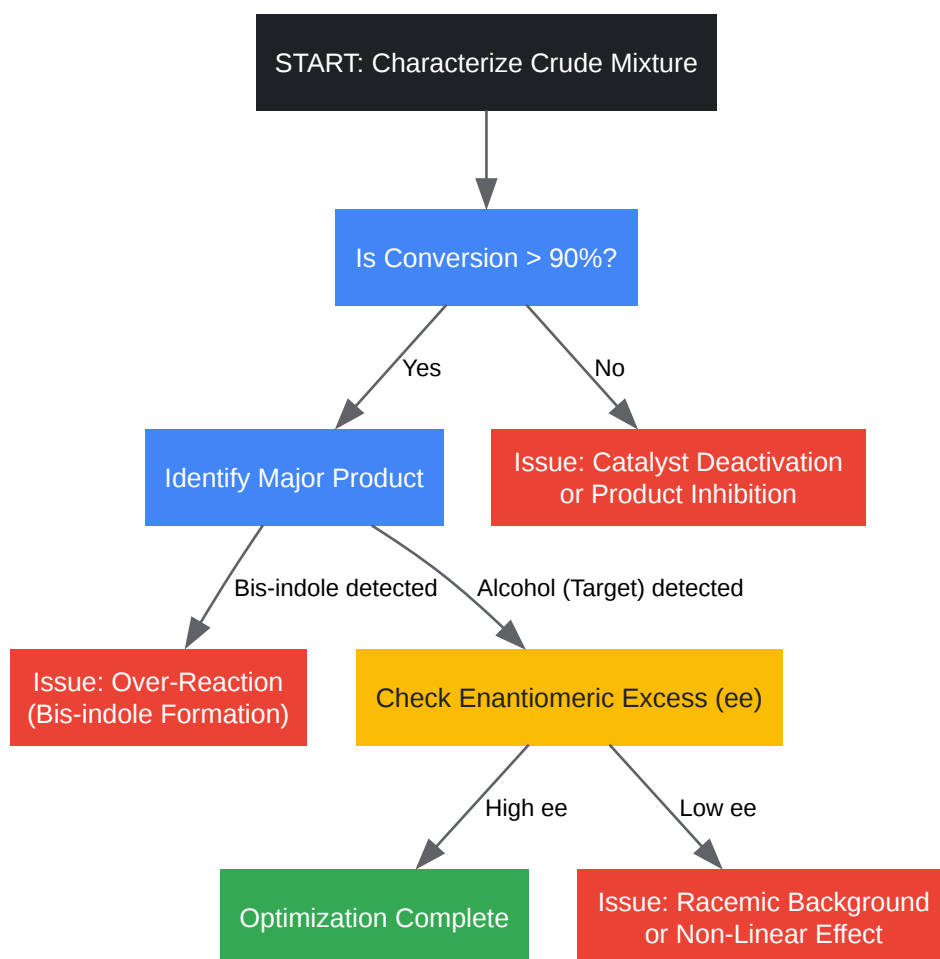 START: Characterize Crude Mixture
Is Conversion > 90%?
Yes
No
Identify Major Product
Issue: Catalyst Deactivation
or Product Inhibition
Bis-indole detected
Alcohol (Target) detected
Issue: Over-Reaction
(Bis-indole Formation)
Check Enantiomeric Excess (ee)
High ee
Low ee
Optimization Complete
Issue: Racemic Background
or Non-Linear Effect